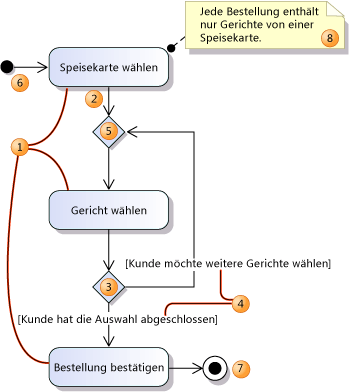 Jede Bestellung enthält
nur Gerichte von einer
Speisekarte.
8
Speisekarte wählen
6
2
5
1
Gericht wählen
[Kunde möchte weitere Gerichte wählen]
3
4
[Kunde hat die Auswahl abgeschlossen]
Bestellung bestätigen
7